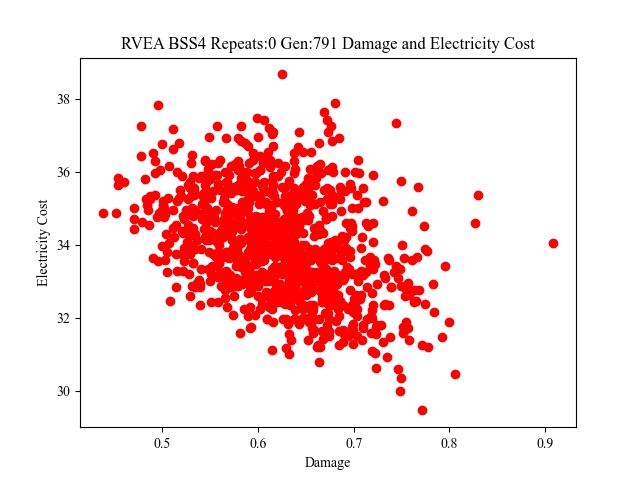 RVEA BSS4 Repeats:0 Gen:791 Damage and Electricity Cost
38
36
34
32
30
Electricity Cost
0.5 0.6 0.7 0.8 0.9
Damage